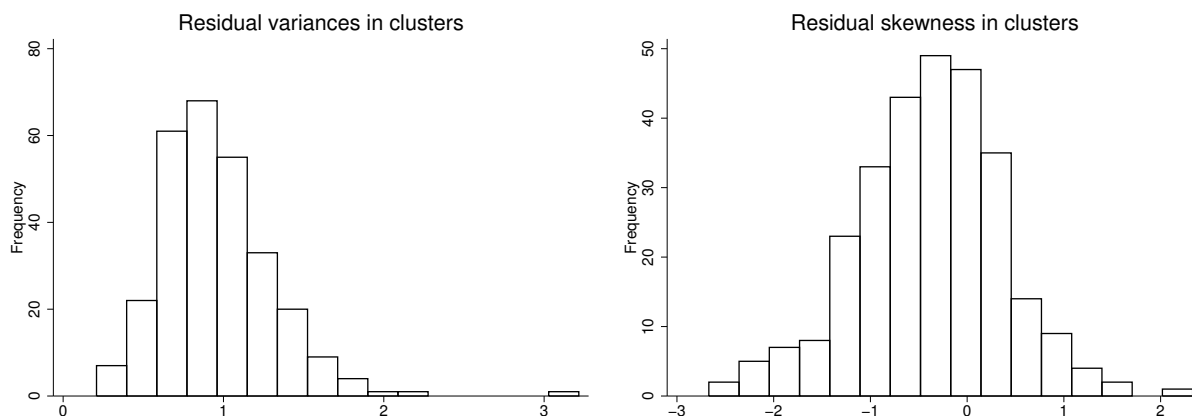 Residual variances in clusters
Frequency
0
20
40
60
80
0 1 2 3
Residual skewness in clusters
Frequency
0
10
20
30
40
50
−3 −2 −1 0 1 2